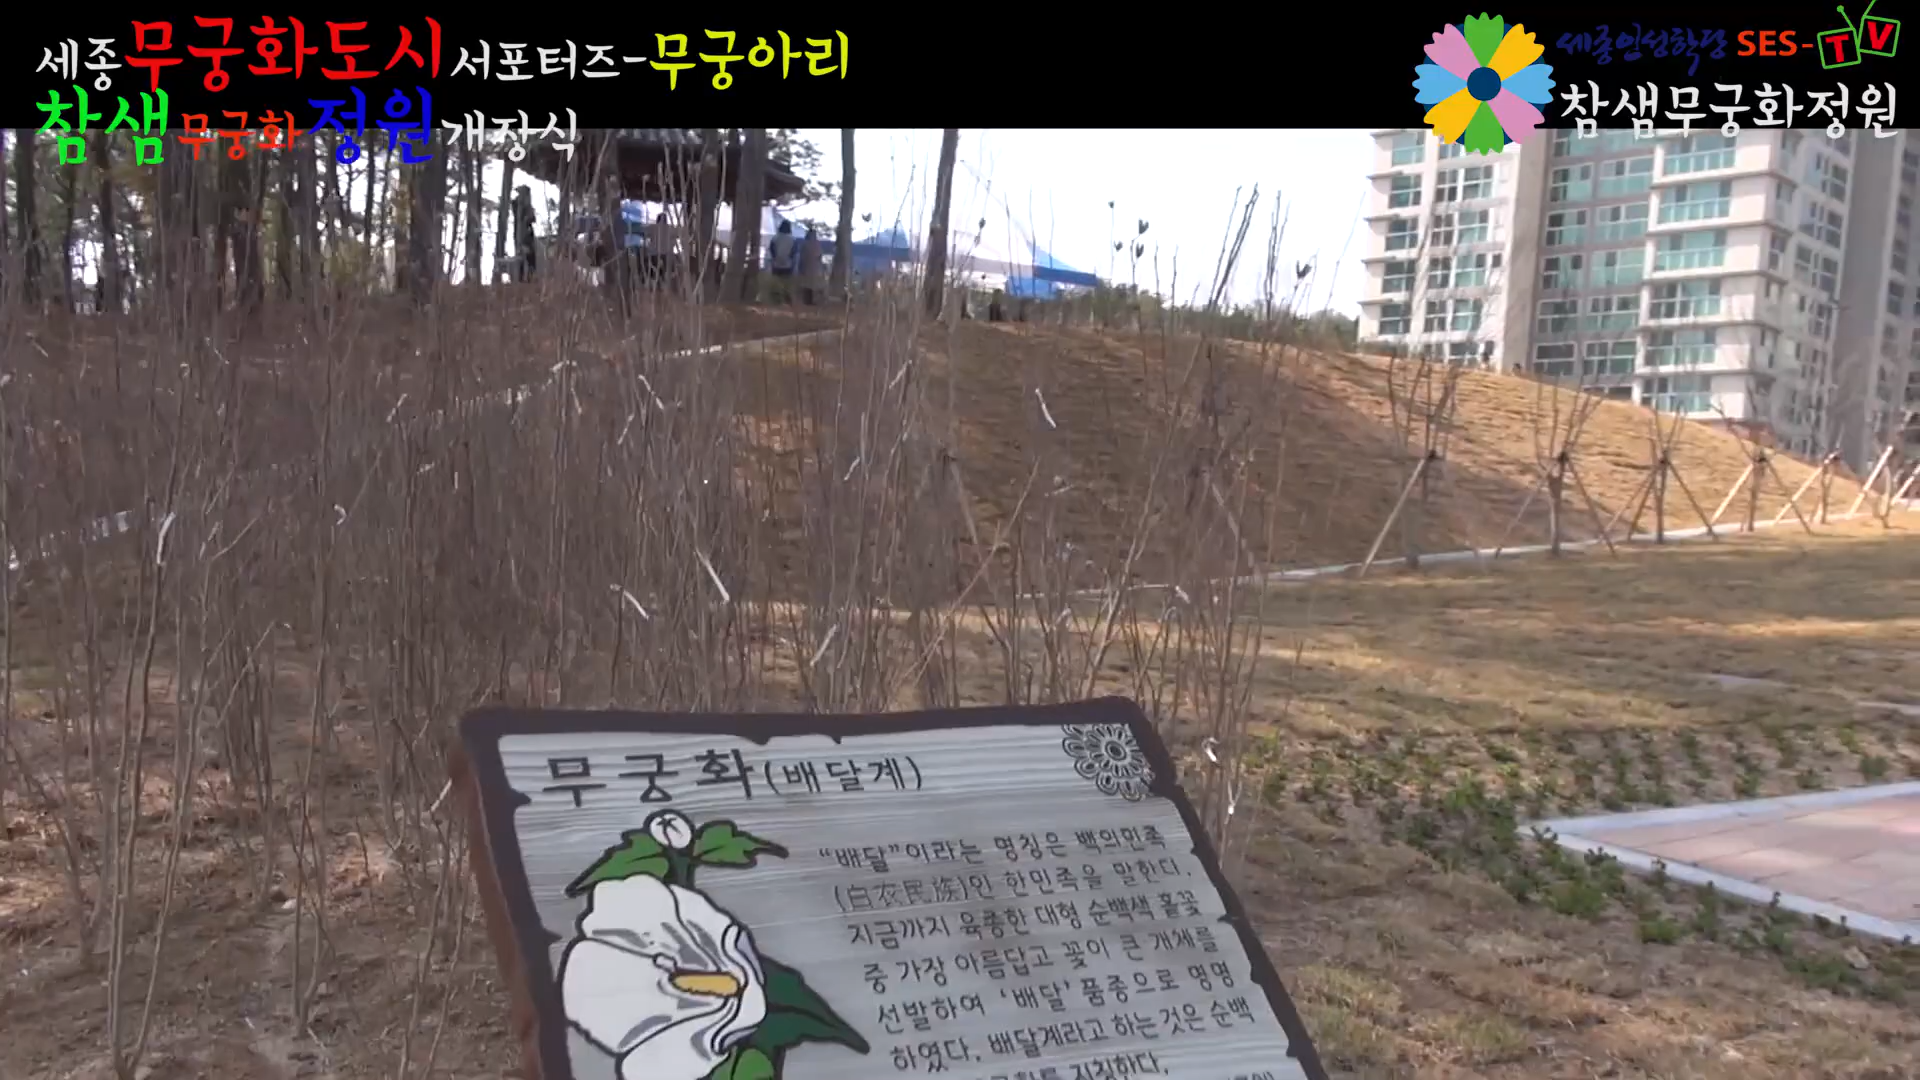 세종무궁화도시서포터즈-무궁아리
참샘무궁화정원개장식
세종인성학당 SES-TV
참샘무궁화정원
무궁화(배달계)
“배달”이라는 명칭은 백의민족
(白衣民族)인 한민족을 말한다.
지금까지 육종한 대형 순백색 홑꽃
중 가장 아름답고 꽃이 큰 개체를
선발하여 ‘배달’ 품종으로 명명
하였다. 배달계라고 하는 것은 순백
지칭한다.